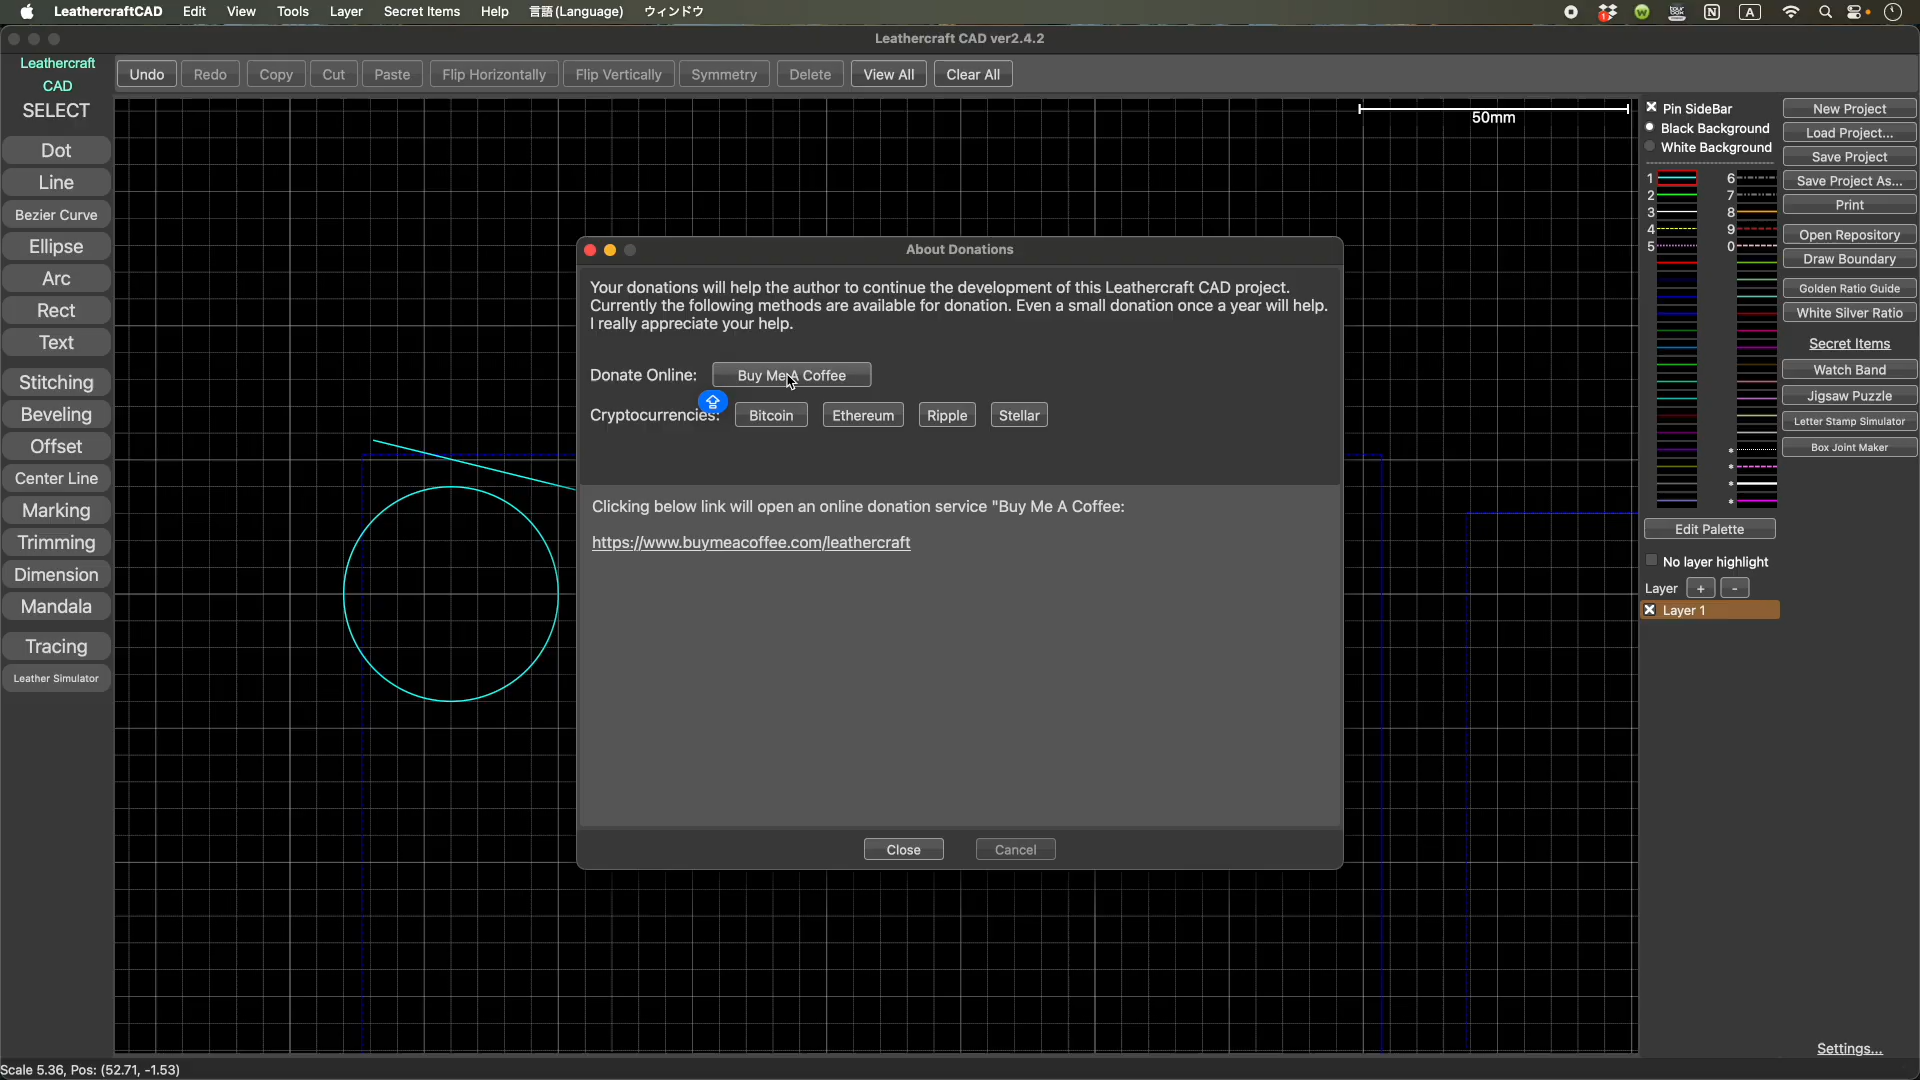 LeathercraftCAD Edit View Tools Layer Secret Items Help 言語(Language) ウィンドウ
Leathercraft CAD ver2.4.2
Leathercraft
CAD
SELECT
Undo Redo Copy Cut Paste Flip Horizontally Flip Vertically Symmetry Delete View All Clear All
Dot
Line
Bezier Curve
Ellipse
Arc
Rect
Text
Stitching
Beveling
Offset
Center Line
Marking
Trimming
Dimension
Mandala
Tracing
Leather Simulator
50mm
About Donations
Your donations will help the author to continue the development of this Leathercraft CAD project.
Currently the following methods are available for donation. Even a small donation once a year will help.
I really appreciate your help.
Donate Online: Buy Me A Coffee
Cryptocurrencies: Bitcoin Ethereum Ripple Stellar
Clicking below link will open an online donation service "Buy Me A Coffee:
https://www.buymeacoffee.com/leathercraft
Close Cancel
Pin SideBar
Black Background
White Background
1 6
2 7
3 8
4 9
5 0
*
*
*
*
Edit Palette
No layer highlight
Layer + -
Layer 1
New Project
Load Project...
Save Project
Save Project As...
Print
Open Repository
Draw Boundary
Golden Ratio Guide
White Silver Ratio
Secret Items
Watch Band
Jigsaw Puzzle
Letter Stamp Simulator
Box Joint Maker
Settings...
Scale 5.36, Pos: (52.71, -1.53)